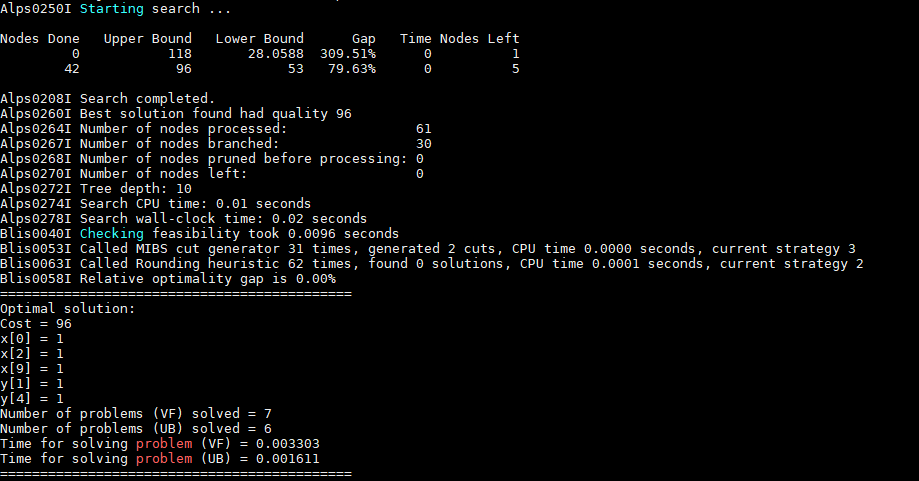 Alps0250I Starting search ...
Nodes Done   Upper Bound   Lower Bound      Gap   Time Nodes Left
         0           118       28.0588  309.51%      0          1
        42            96            53   79.63%      0          5
Alps0208I Search completed.
Alps0260I Best solution found had quality 96
Alps0264I Number of nodes processed:                61
Alps0267I Number of nodes branched:                 30
Alps0268I Number of nodes pruned before processing: 0
Alps0270I Number of nodes left:                     0
Alps0272I Tree depth: 10
Alps0274I Search CPU time: 0.01 seconds
Alps0278I Search wall-clock time: 0.02 seconds
Blis0040I Checking feasibility took 0.0096 seconds
Blis0053I Called MIBS cut generator 31 times, generated 2 cuts, CPU time 0.0000 seconds, current strategy 3
Blis0063I Called Rounding heuristic 62 times, found 0 solutions, CPU time 0.0001 seconds, current strategy 2
Blis0058I Relative optimality gap is 0.00%
============================================
Optimal solution:
Cost = 96
x[0] = 1
x[2] = 1
x[9] = 1
y[1] = 1
y[4] = 1
Number of problems (VF) solved = 7
Number of problems (UB) solved = 6
Time for solving problem (VF) = 0.003303
Time for solving problem (UB) = 0.001611
============================================